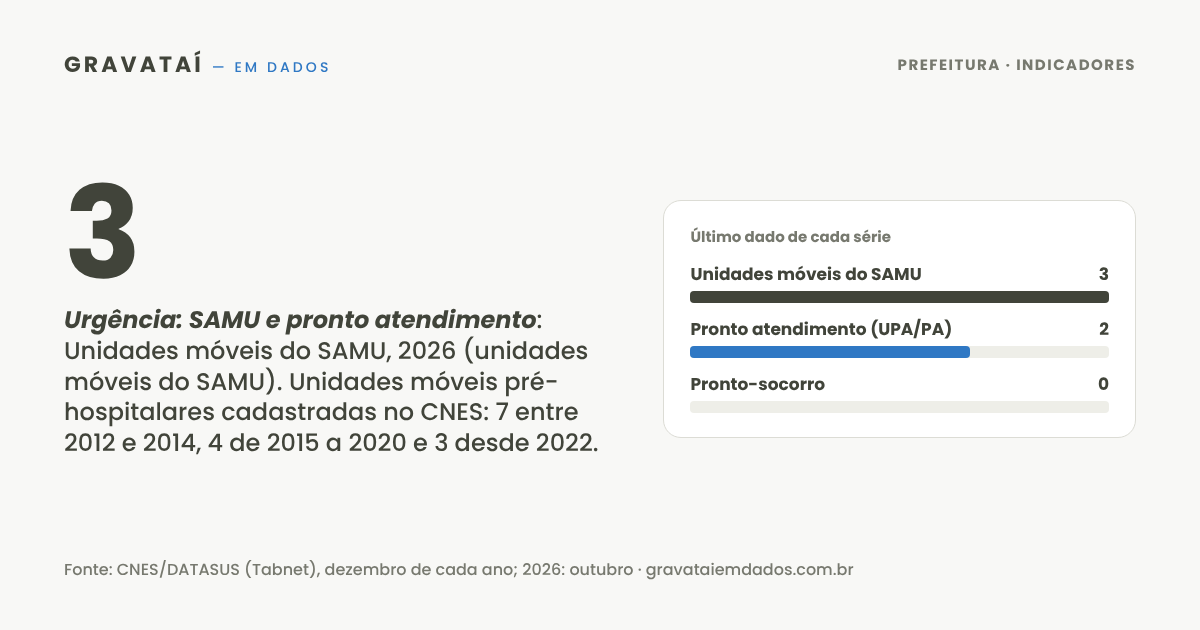 GRAVATAÍ — EM DADOS
PREFEITURA · INDICADORES
3
Urgência: SAMU e pronto atendimento:
Unidades móveis do SAMU, 2026 (unidades
móveis do SAMU). Unidades móveis pré-
hospitalares cadastradas no CNES: 7 entre
2012 e 2014, 4 de 2015 a 2020 e 3 desde 2022.
Último dado de cada série
Unidades móveis do SAMU 3
Pronto atendimento (UPA/PA) 2
Pronto-socorro 0
Fonte: CNES/DATASUS (Tabnet), dezembro de cada ano; 2026: outubro · gravataiemdados.com.br